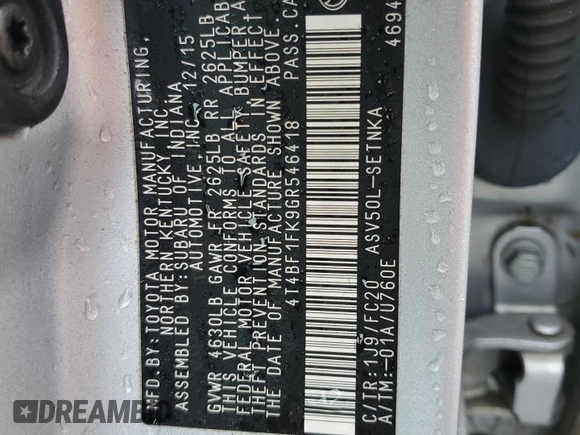 MFD. BY: TOYOTA MOTOR MANUFACTURING,
NORTHERN KENTUCKY, INC.
ASSEMBLED BY: SUBARU OF INDIANA
AUTOMOTIVE, INC. 12/15
GVWR 4630LB GAWR FR 2625LB RR 2625LB
THIS VEHICLE CONFORMS TO ALL APPLICAB
FEDERAL MOTOR VEHICLE SAFETY, BUMPER, A
THEFT PREVENTION STANDARDS IN EFFECT
THE DATE OF MANUFACTURE SHOWN ABOVE.
4T4BF1FK9GR546418 PASS. CA
C/TR: 1J9/FC20 ASV50L-SETNKA
A/TM: -01A/U760E
4694
DREAMBID